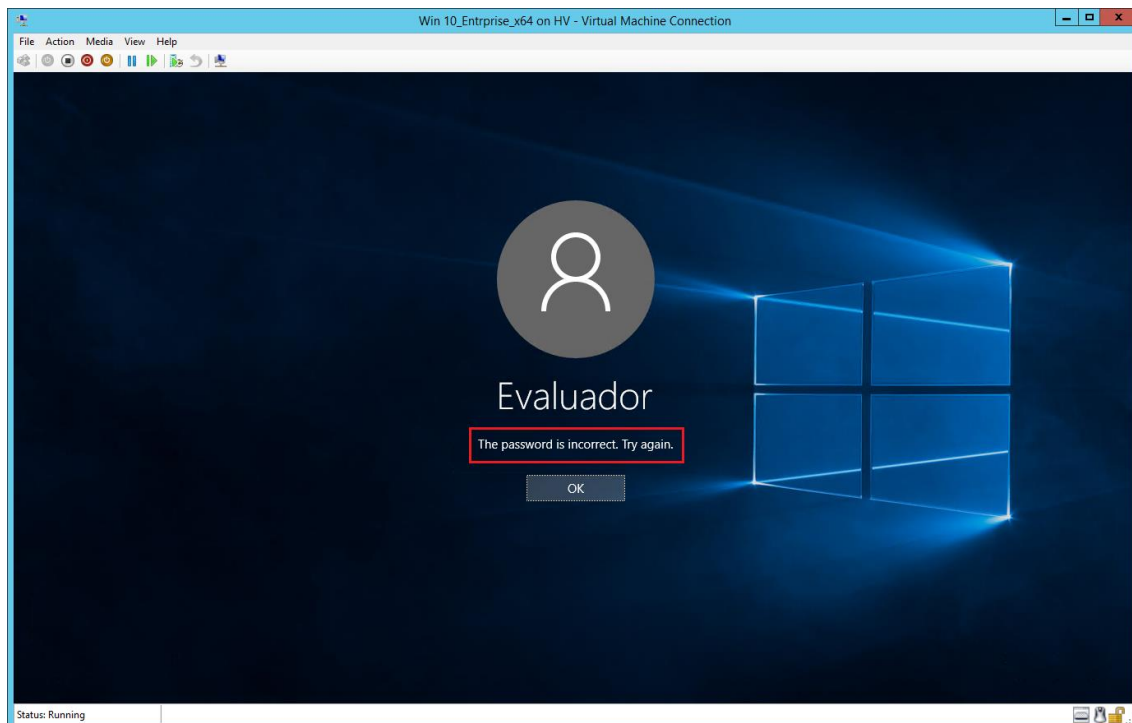 Win 10_Entrprise_x64 on HV - Virtual Machine Connection
File Action Media View Help
Evaluador
The password is incorrect. Try again.
OK
Status: Running